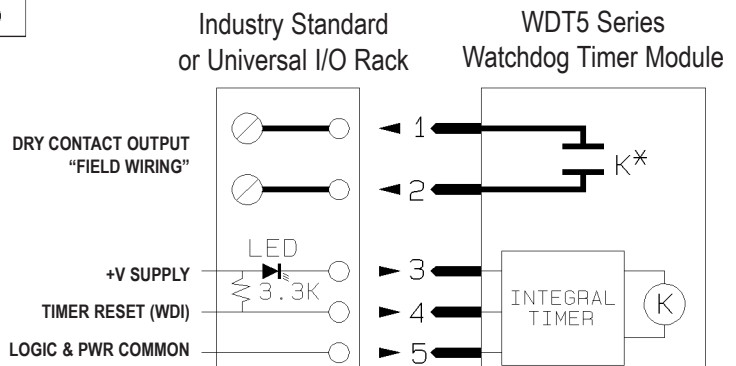 Industry Standard
or Universal I/O Rack
WDT5 Series
Watchdog Timer Module
DRY CONTACT OUTPUT
“FIELD WIRING”
1
K*
2
LED
+V SUPPLY
3
3.3K
TIMER RESET (WDI)
4
INTEGRAL
TIMER
K
LOGIC & PWR COMMON
5